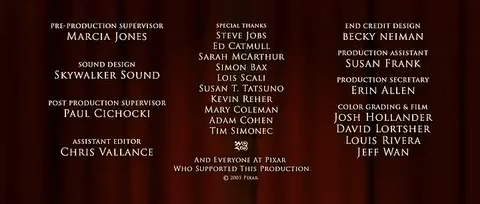 PRE-PRODUCTION SUPERVISOR
MARCIA JONES
SOUND DESIGN
SKYWALKER SOUND
POST PRODUCTION SUPERVISOR
PAUL CICHOCKI
ASSISTANT EDITOR
CHRIS VALLANCE
SPECIAL THANKS
STEVE JOBS
ED CATMULL
SARAH MCARTHUR
SIMON BAX
LOIS SCALI
SUSAN T. TATSUNO
KEVIN REHER
MARY COLEMAN
ADAM COHEN
TIM SIMONEC
AND EVERYONE AT PIXAR
WHO SUPPORTED THIS PRODUCTION
© 2005 PIXAR
END CREDIT DESIGN
BECKY NEIMAN
PRODUCTION ASSISTANT
SUSAN FRANK
PRODUCTION SECRETARY
ERIN ALLEN
COLOR GRADING & FILM
JOSH HOLLANDER
DAVID LORTSHER
LOUIS RIVERA
JEFF WAN